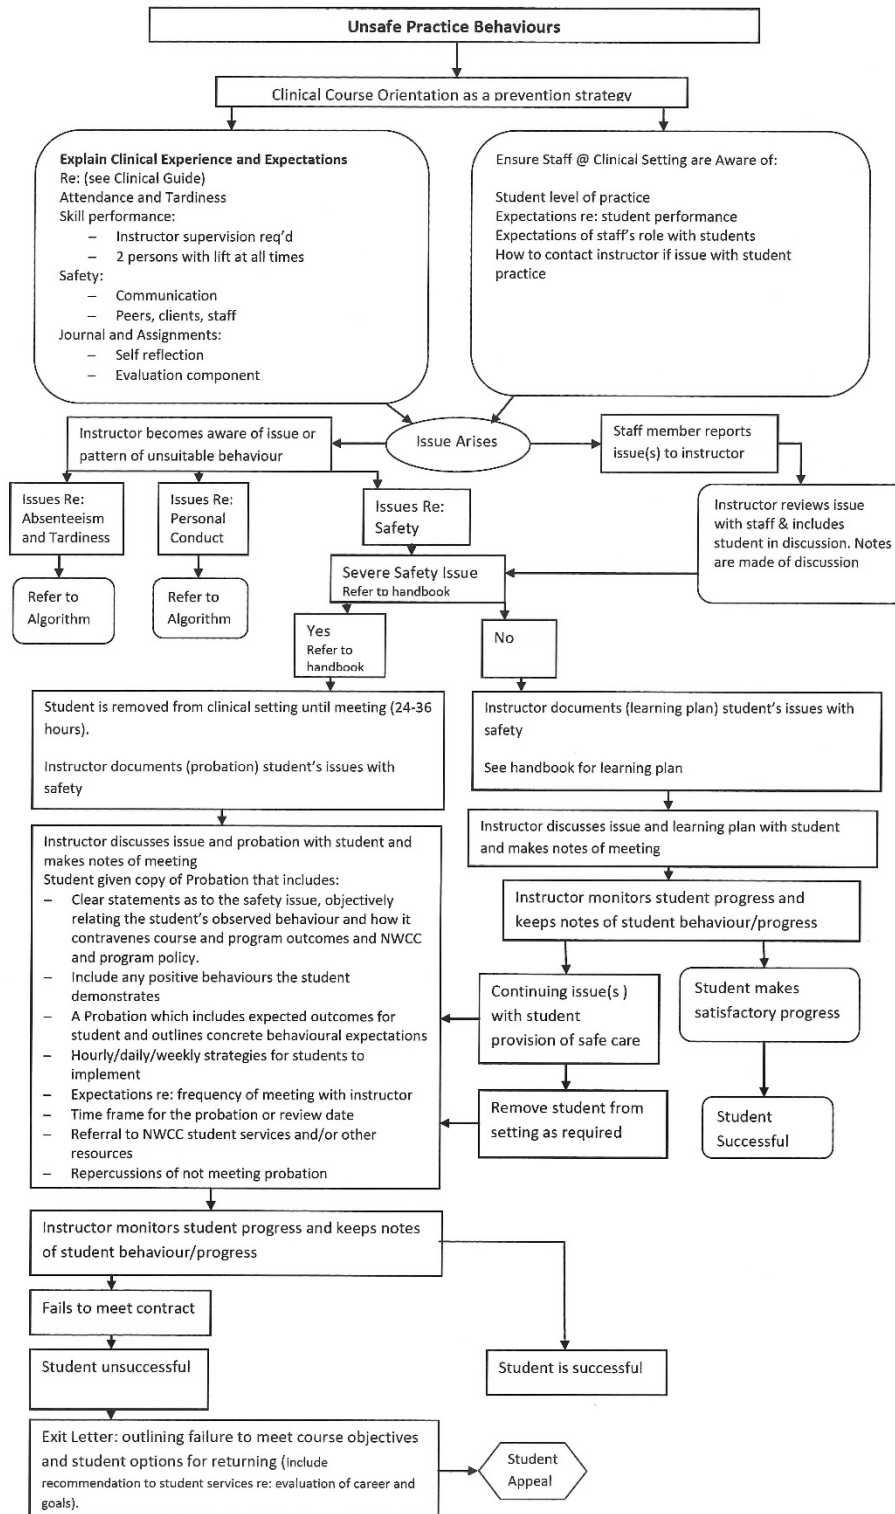 Unsafe Practice Behaviours
Clinical Course Orientation as a prevention strategy
Explain Clinical Experience and Expectations
Re: (see Clinical Guide)
Attendance and Tardiness
Skill performance:
– Instructor supervision req'd
– 2 persons with lift at all times
Safety:
– Communication
– Peers, clients, staff
Journal and Assignments:
– Self reflection
– Evaluation component
Ensure Staff @ Clinical Setting are Aware of:
Student level of practice
Expectations re: student performance
Expectations of staff's role with students
How to contact instructor if issue with student
practice
Issue Arises
Instructor becomes aware of issue or
pattern of unsuitable behaviour
Staff member reports
issue(s) to instructor
Issues Re:
Absenteeism
and Tardiness
Issues Re:
Personal
Conduct
Issues Re:
Safety
Instructor reviews issue
with staff & includes
student in discussion. Notes
are made of discussion
Refer to
Algorithm
Refer to
Algorithm
Severe Safety Issue
Refer to handbook
Yes
Refer to
handbook
No
Student is removed from clinical setting until meeting (24-36
hours).
Instructor documents (probation) student's issues with
safety
Instructor documents (learning plan) student's issues with
safety
See handbook for learning plan
Instructor discusses issue and learning plan with student
and makes notes of meeting
Instructor discusses issue and probation with student and
makes notes of meeting
Student given copy of Probation that includes:
– Clear statements as to the safety issue, objectively
relating the student's observed behaviour and how it
contravenes course and program outcomes and NWCC
and program policy.
– Include any positive behaviours the student
demonstrates
– A Probation which includes expected outcomes for
student and outlines concrete behavioural expectations
– Hourly/daily/weekly strategies for students to
implement
– Expectations re: frequency of meeting with instructor
– Time frame for the probation or review date
– Referral to NWCC student services and/or other
resources
– Repercussions of not meeting probation
Instructor monitors student progress and
keeps notes of student behaviour/progress
Continuing issue(s )
with student
provision of safe care
Student makes
satisfactory progress
Remove student from
setting as required
Student
Successful
Instructor monitors student progress and keeps notes
of student behaviour/progress
Fails to meet contract
Student unsuccessful
Student is successful
Exit Letter: outlining failure to meet course objectives
and student options for returning (include
recommendation to student services re: evaluation of career and
goals).
Student
Appeal